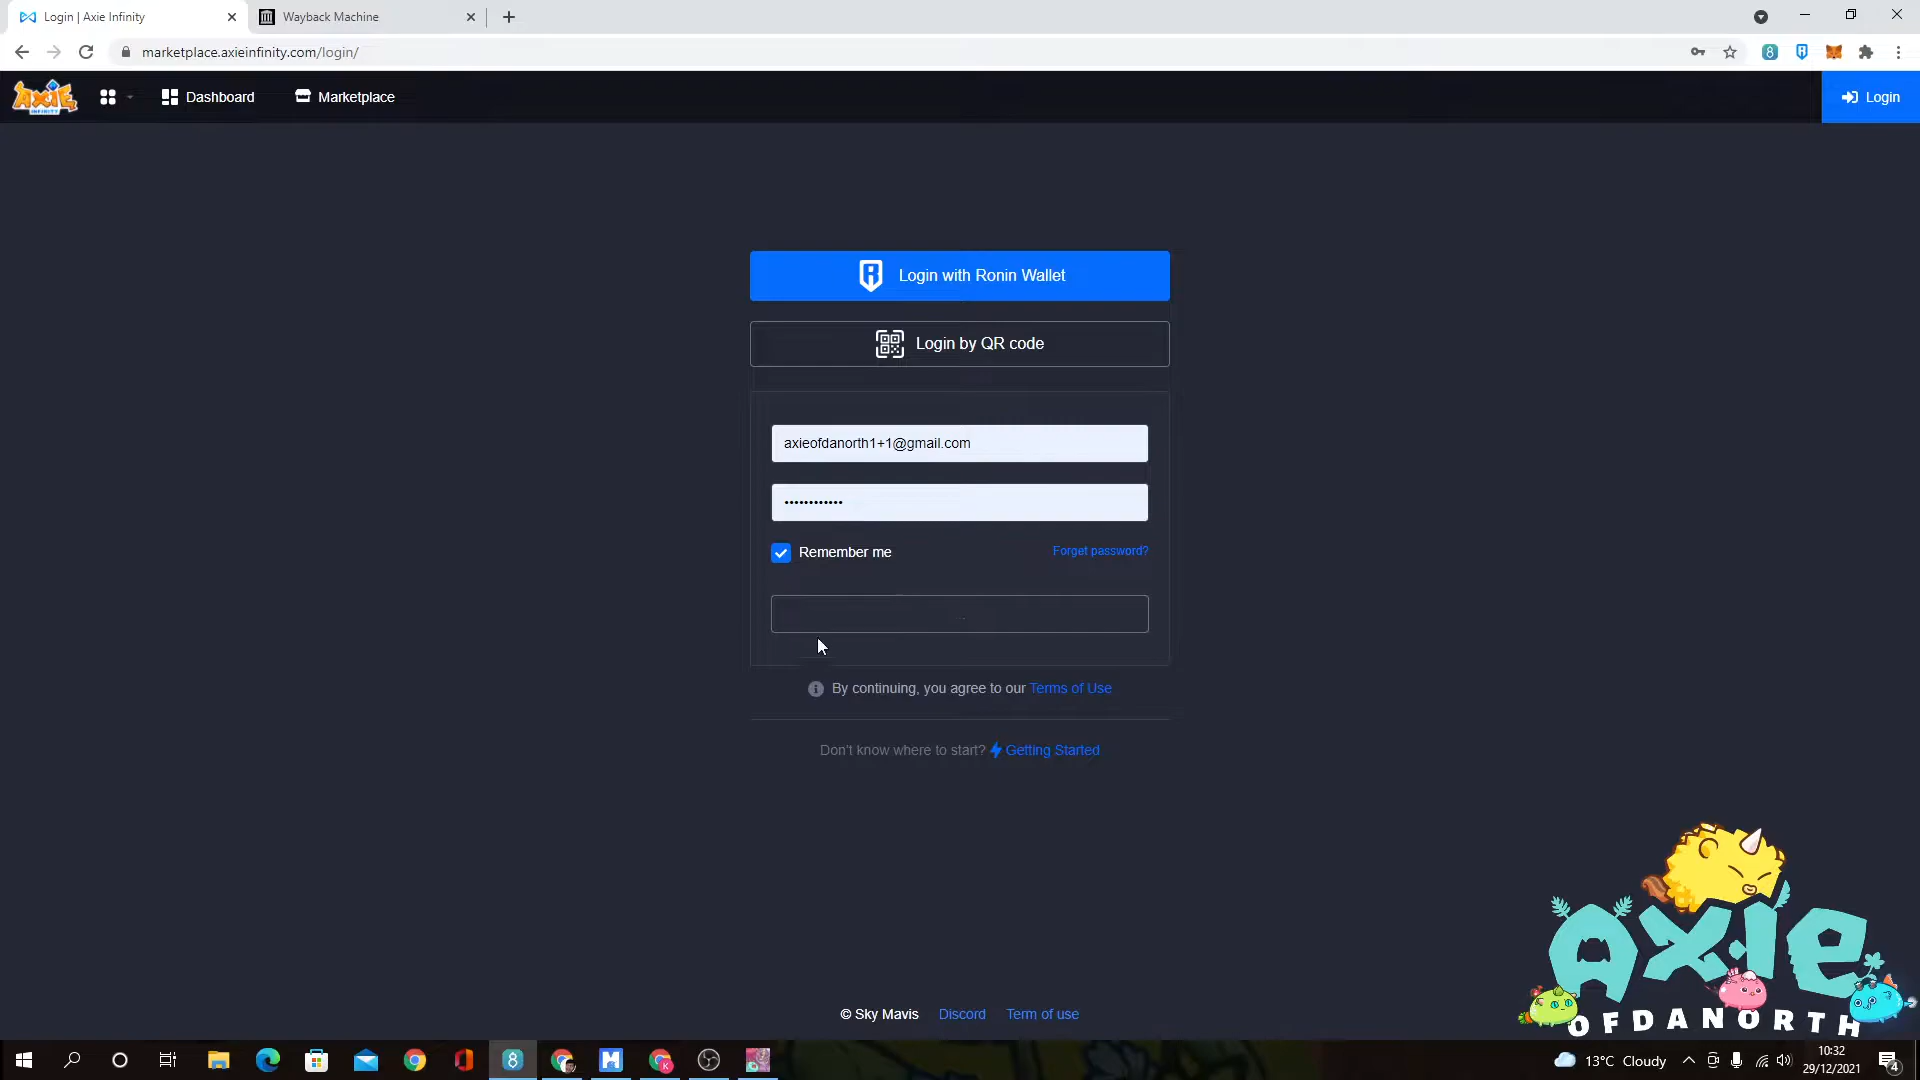 Login | Axie Infinity
Wayback Machine
marketplace.axieinfinity.com/login/
AXIE INFINITY
Dashboard
Marketplace
Login
Login with Ronin Wallet
Login by QR code
axieofdanorth1+1@gmail.com
••••••••••••
Remember me
Forget password?
By continuing, you agree to our Terms of Use
Don't know where to start? Getting Started
AXIE
OFDANORTH
© Sky Mavis Discord Term of use
13°C Cloudy
10:32
29/12/2021
4